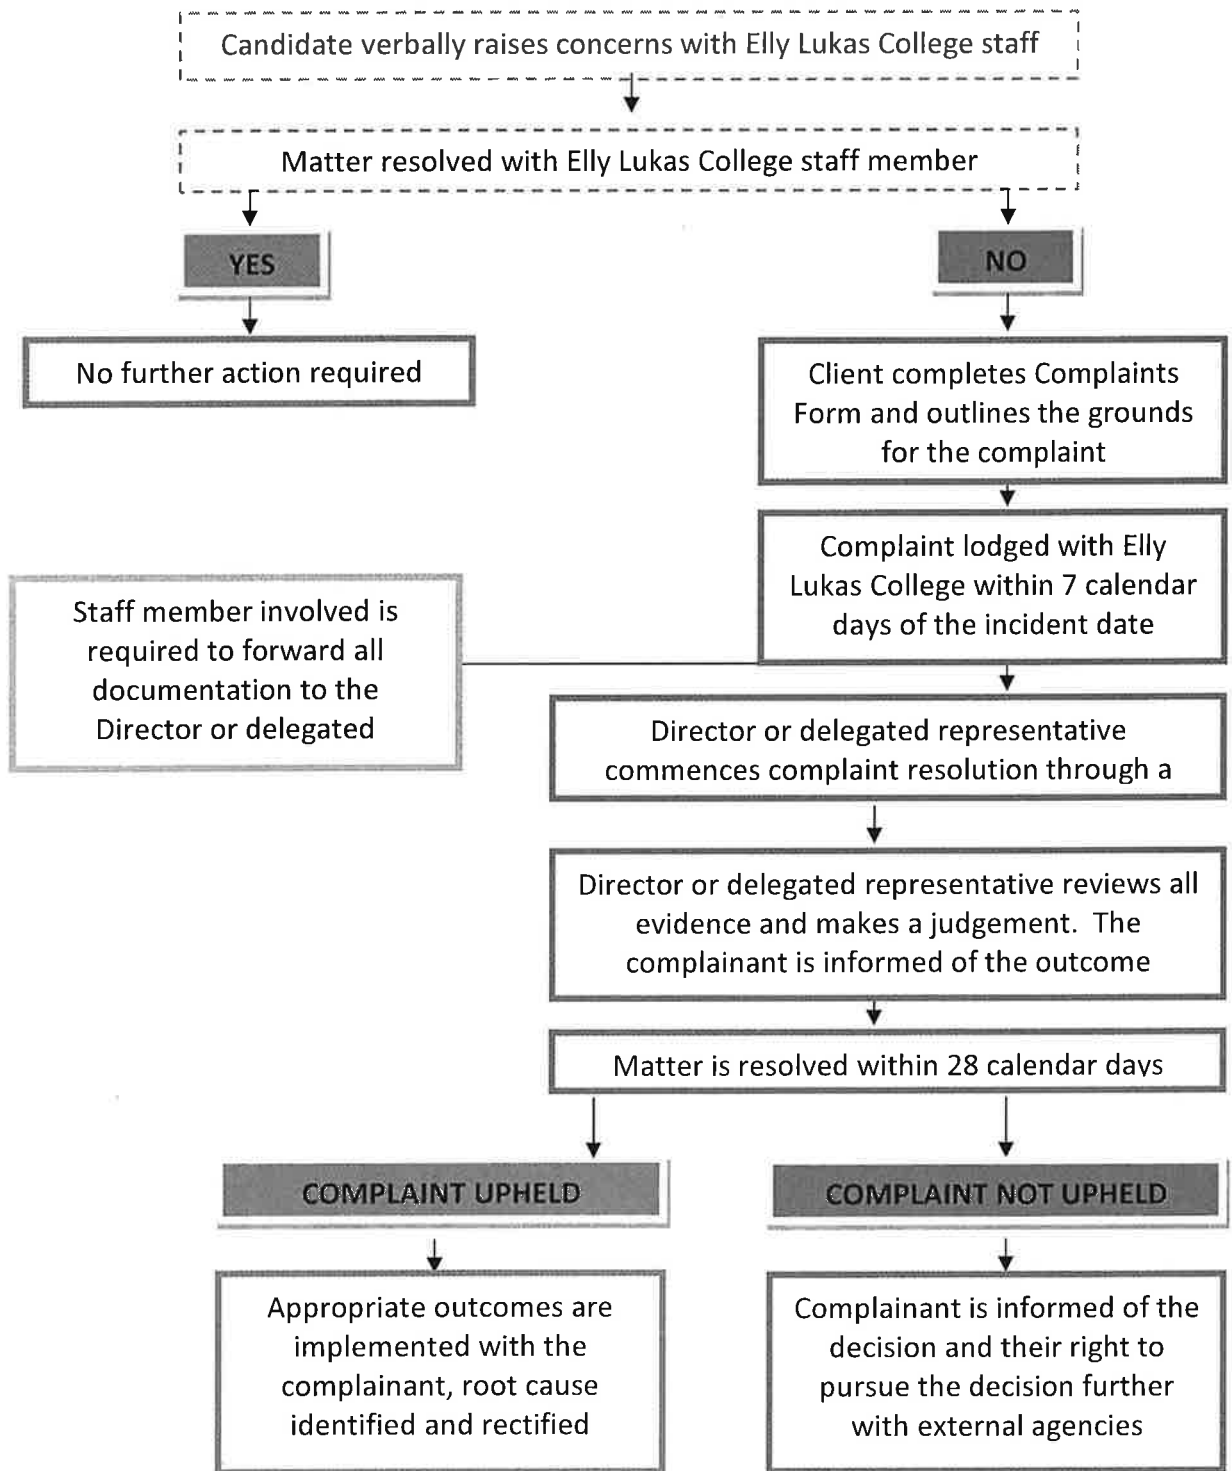 Candidate verbally raises concerns with Elly Lukas College staff
Matter resolved with Elly Lukas College staff member
YES
NO
No further action required
Client completes Complaints
Form and outlines the grounds
for the complaint
Complaint lodged with Elly
Lukas College within 7 calendar
days of the incident date
Staff member involved is
required to forward all
documentation to the
Director or delegated
Director or delegated representative
commences complaint resolution through a
Director or delegated representative reviews all
evidence and makes a judgement. The
complainant is informed of the outcome
Matter is resolved within 28 calendar days
COMPLAINT UPHELD
COMPLAINT NOT UPHELD
Appropriate outcomes are
implemented with the
complainant, root cause
identified and rectified
Complainant is informed of the
decision and their right to
pursue the decision further
with external agencies